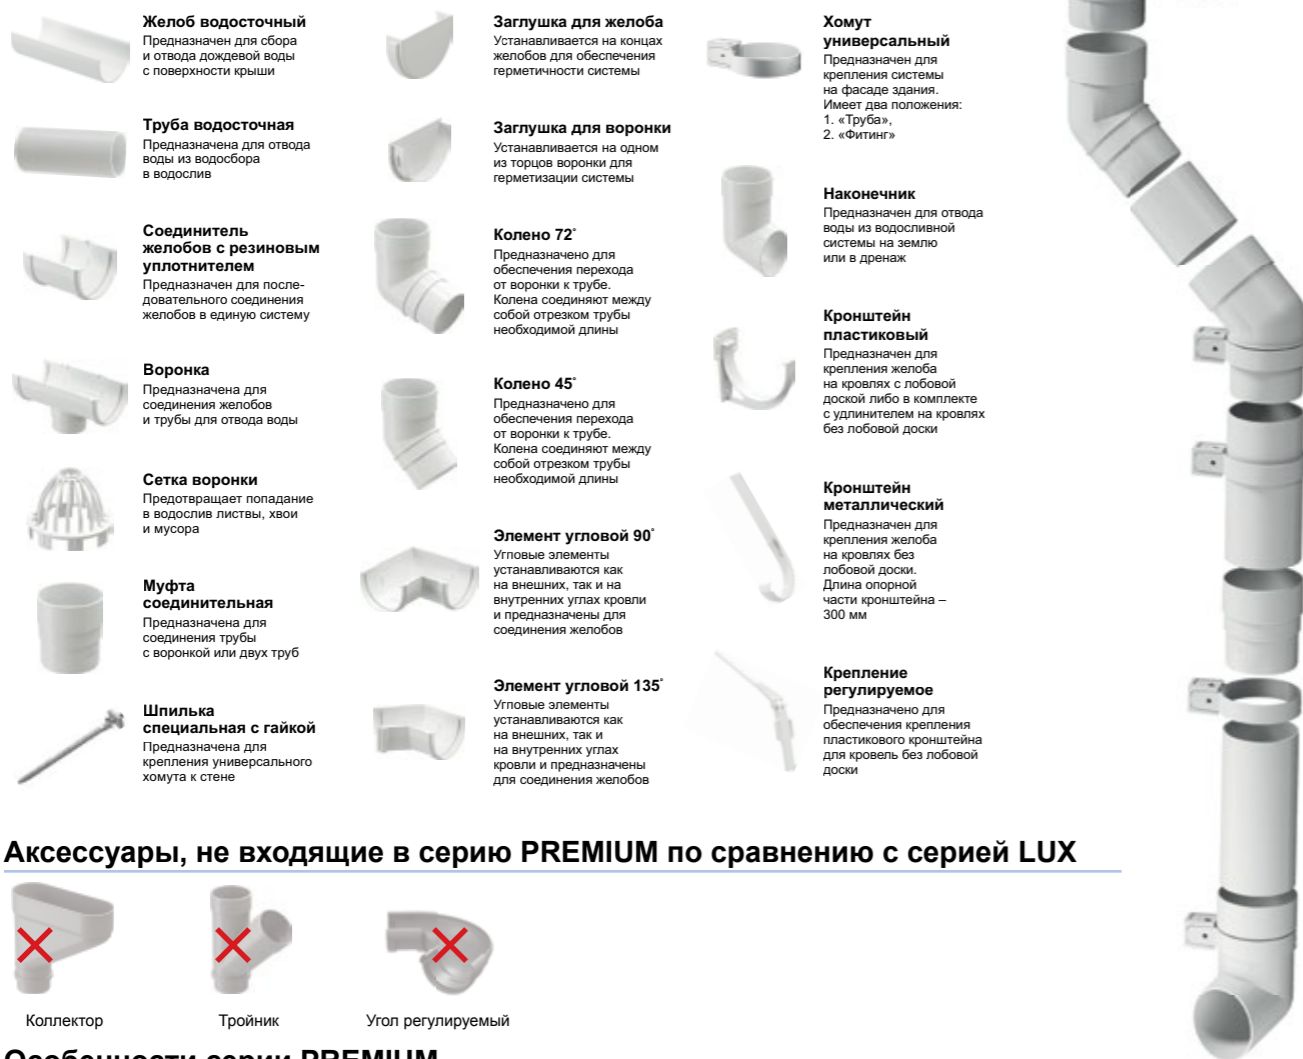 Желоб водосточный
Предназначен для сбора
и отвода дождевой воды
с поверхности крыши
Труба водосточная
Предназначена для отвода
воды из водосбора
в водослив
Соединитель
желобов с резиновым
уплотнителем
Предназначен для после-
довательного соединения
желобов в единую систему
Воронка
Предназначена для
соединения желобов
и трубы для отвода воды
Сетка воронки
Предотвращает попадание
в водослив листвы, хвои
и мусора
Муфта
соединительная
Предназначена для
соединения трубы
с воронкой или двух труб
Шпилька
специальная с гайкой
Предназначена для
крепления универсального
хомута к стене
Заглушка для желоба
Устанавливается на концах
желобов для обеспечения
герметичности системы
Заглушка для воронки
Устанавливается на одном
из торцов воронки для
герметизации системы
Колено 72°
Предназначено для
обеспечения перехода
от воронки к трубе.
Колена соединяют между
собой отрезком трубы
необходимой длины
Колено 45°
Предназначено для
обеспечения перехода
от воронки к трубе.
Колена соединяют между
собой отрезком трубы
необходимой длины
Элемент угловой 90°
Угловые элементы
устанавливаются как
на внешних, так и на
внутренних углах кровли
и предназначены для
соединения желобов
Элемент угловой 135°
Угловые элементы
устанавливаются как
на внешних, так и
на внутренних углах
кровли и предназначены
для соединения желобов
Хомут
универсальный
Предназначен для
крепления системы
на фасаде здания.
Имеет два положения:
1. «Труба»,
2. «Фитинг»
Наконечник
Предназначен для отвода
воды из водосливной
системы на землю
или в дренаж
Кронштейн
пластиковый
Предназначен для
крепления желоба
на кровлях с лобовой
доской либо в комплекте
с удлинителем на кровлях
без лобовой доски
Кронштейн
металлический
Предназначен для
крепления желоба
на кровлях без
лобовой доски.
Длина опорной
части кронштейна –
300 мм
Крепление
регулируемое
Предназначено для
обеспечения крепления
пластикового кронштейна
для кровель без лобовой
доски
Аксессуары, не входящие в серию PREMIUM по сравнению с серией LUX
Коллектор
Тройник
Угол регулируемый
Особенности серии PREMIUM